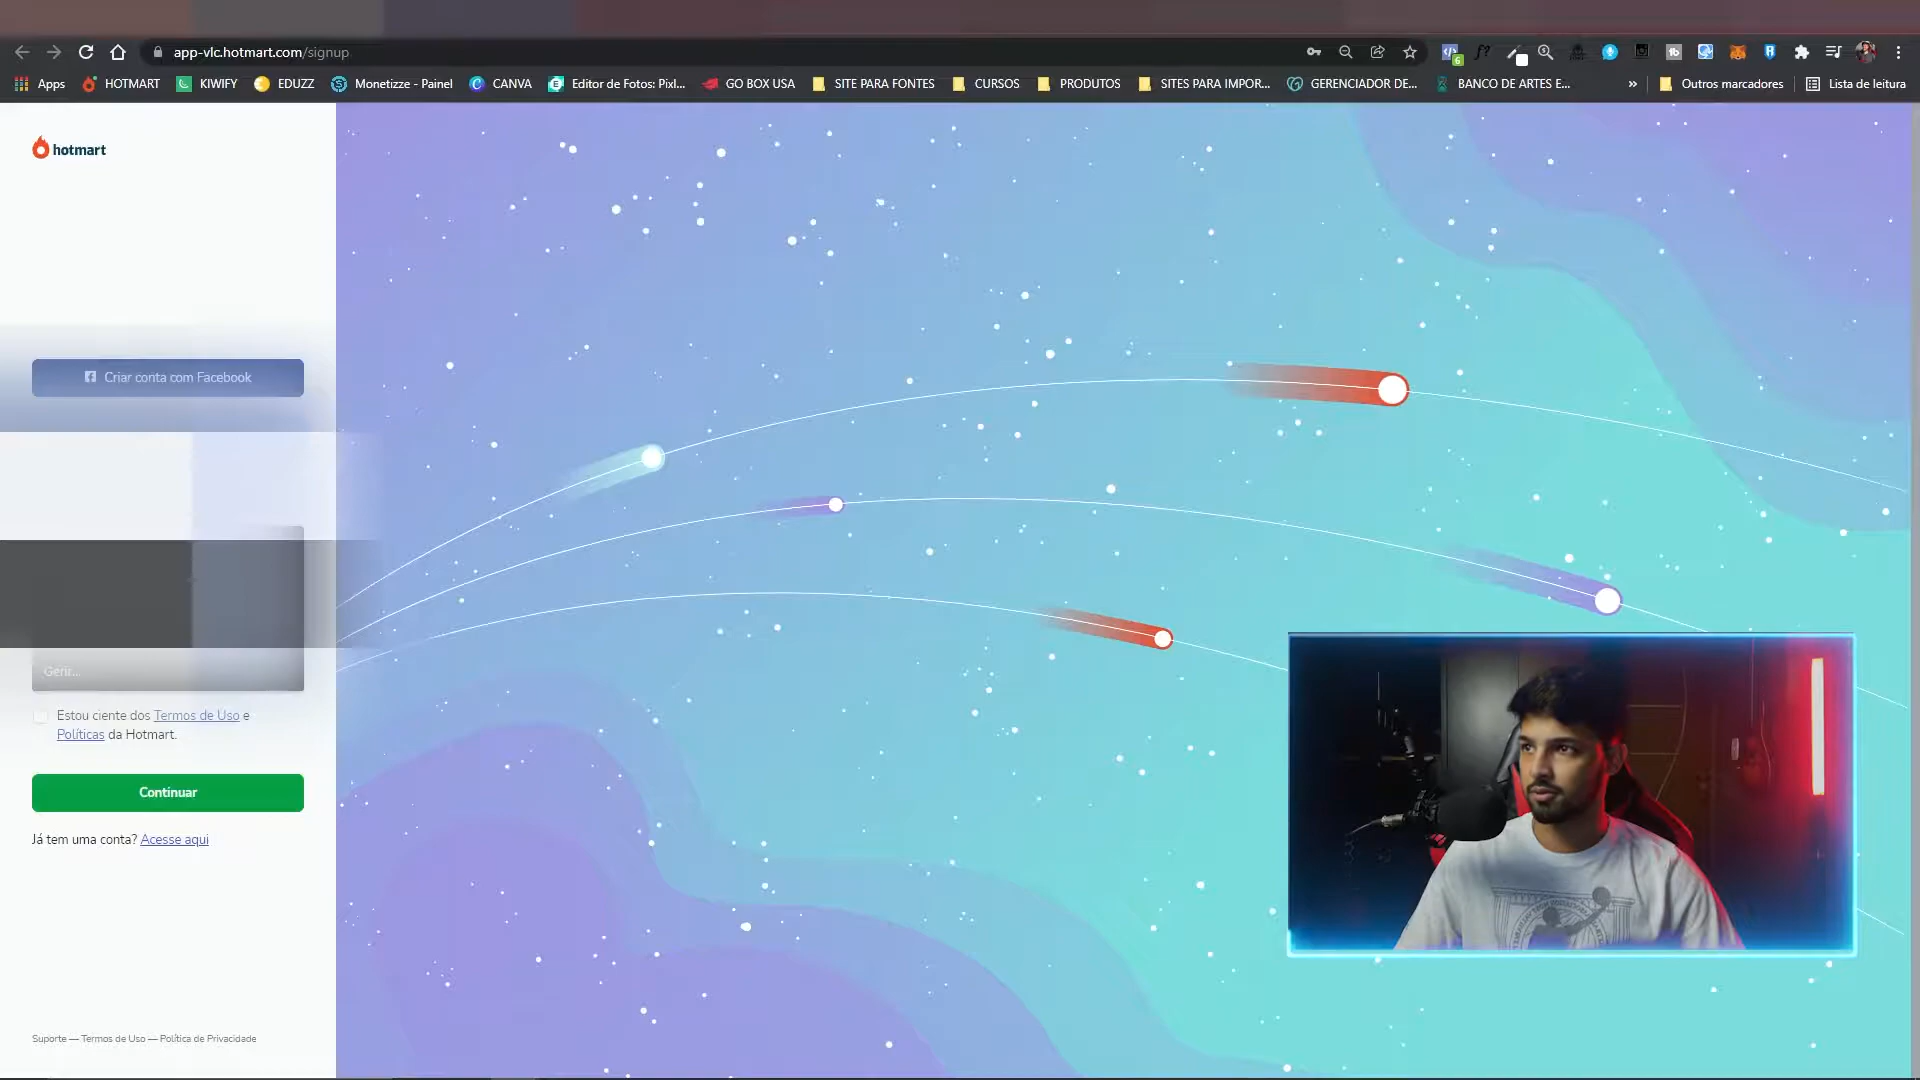 app-vlc.hotmart.com/signup
6
f?
tb
Apps
HOTMART
KIWIFY
EDUZZ
Monetizze - Painel
CANVA
Editor de Fotos: Pixl...
GO BOX USA
SITE PARA FONTES
CURSOS
PRODUTOS
SITES PARA IMPOR...
GERENCIADOR DE...
BANCO DE ARTES E...
»
Outros marcadores
Lista de leitura
hotmart
Criar conta com Facebook
Gerir...
Estou ciente dos Termos de Uso e
Políticas da Hotmart.
Continuar
Já tem uma conta? Acesse aqui
Suporte — Termos de Uso — Política de Privacidade